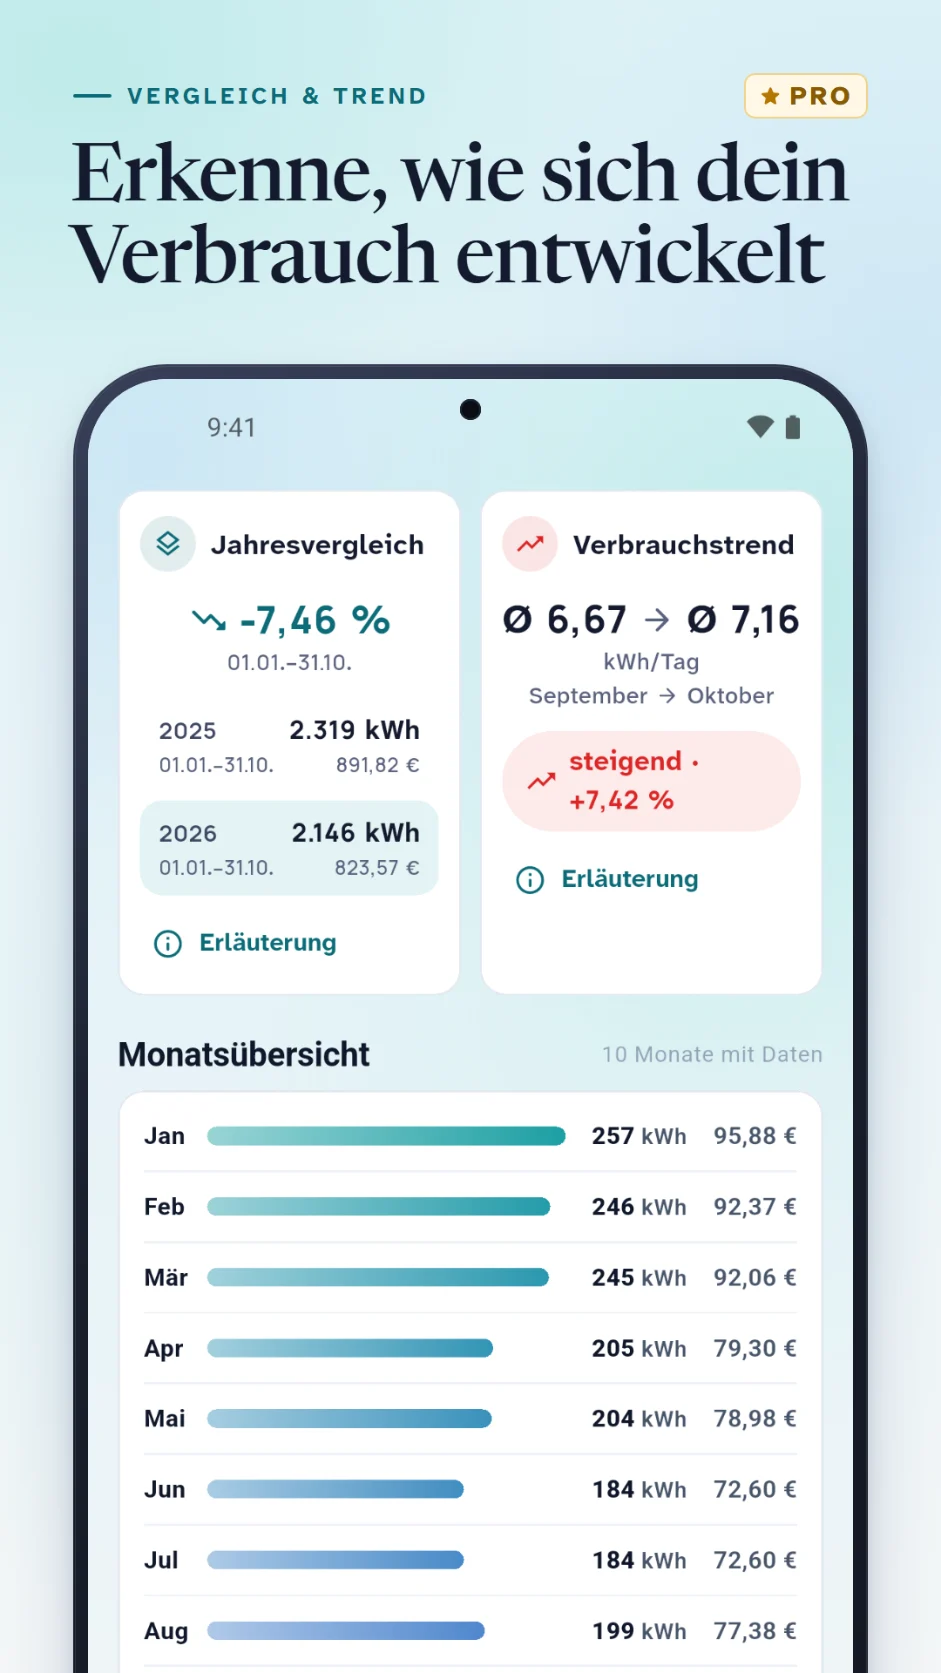 VERGLEICH & TREND
PRO
Erkenne, wie sich dein
Verbrauch entwickelt
9:41
Jahresvergleich
-7,46 %
01.01.–31.10.
2025 2.319 kWh
01.01.–31.10. 891,82 €
2026 2.146 kWh
01.01.–31.10. 823,57 €
Erläuterung
Verbrauchstrend
Ø 6,67 → Ø 7,16
kWh/Tag
September → Oktober
steigend ·
+7,42 %
Erläuterung
Monatsübersicht 10 Monate mit Daten
Jan 257 kWh 95,88 €
Feb 246 kWh 92,37 €
Mär 245 kWh 92,06 €
Apr 205 kWh 79,30 €
Mai 204 kWh 78,98 €
Jun 184 kWh 72,60 €
Jul 184 kWh 72,60 €
Aug 199 kWh 77,38 €